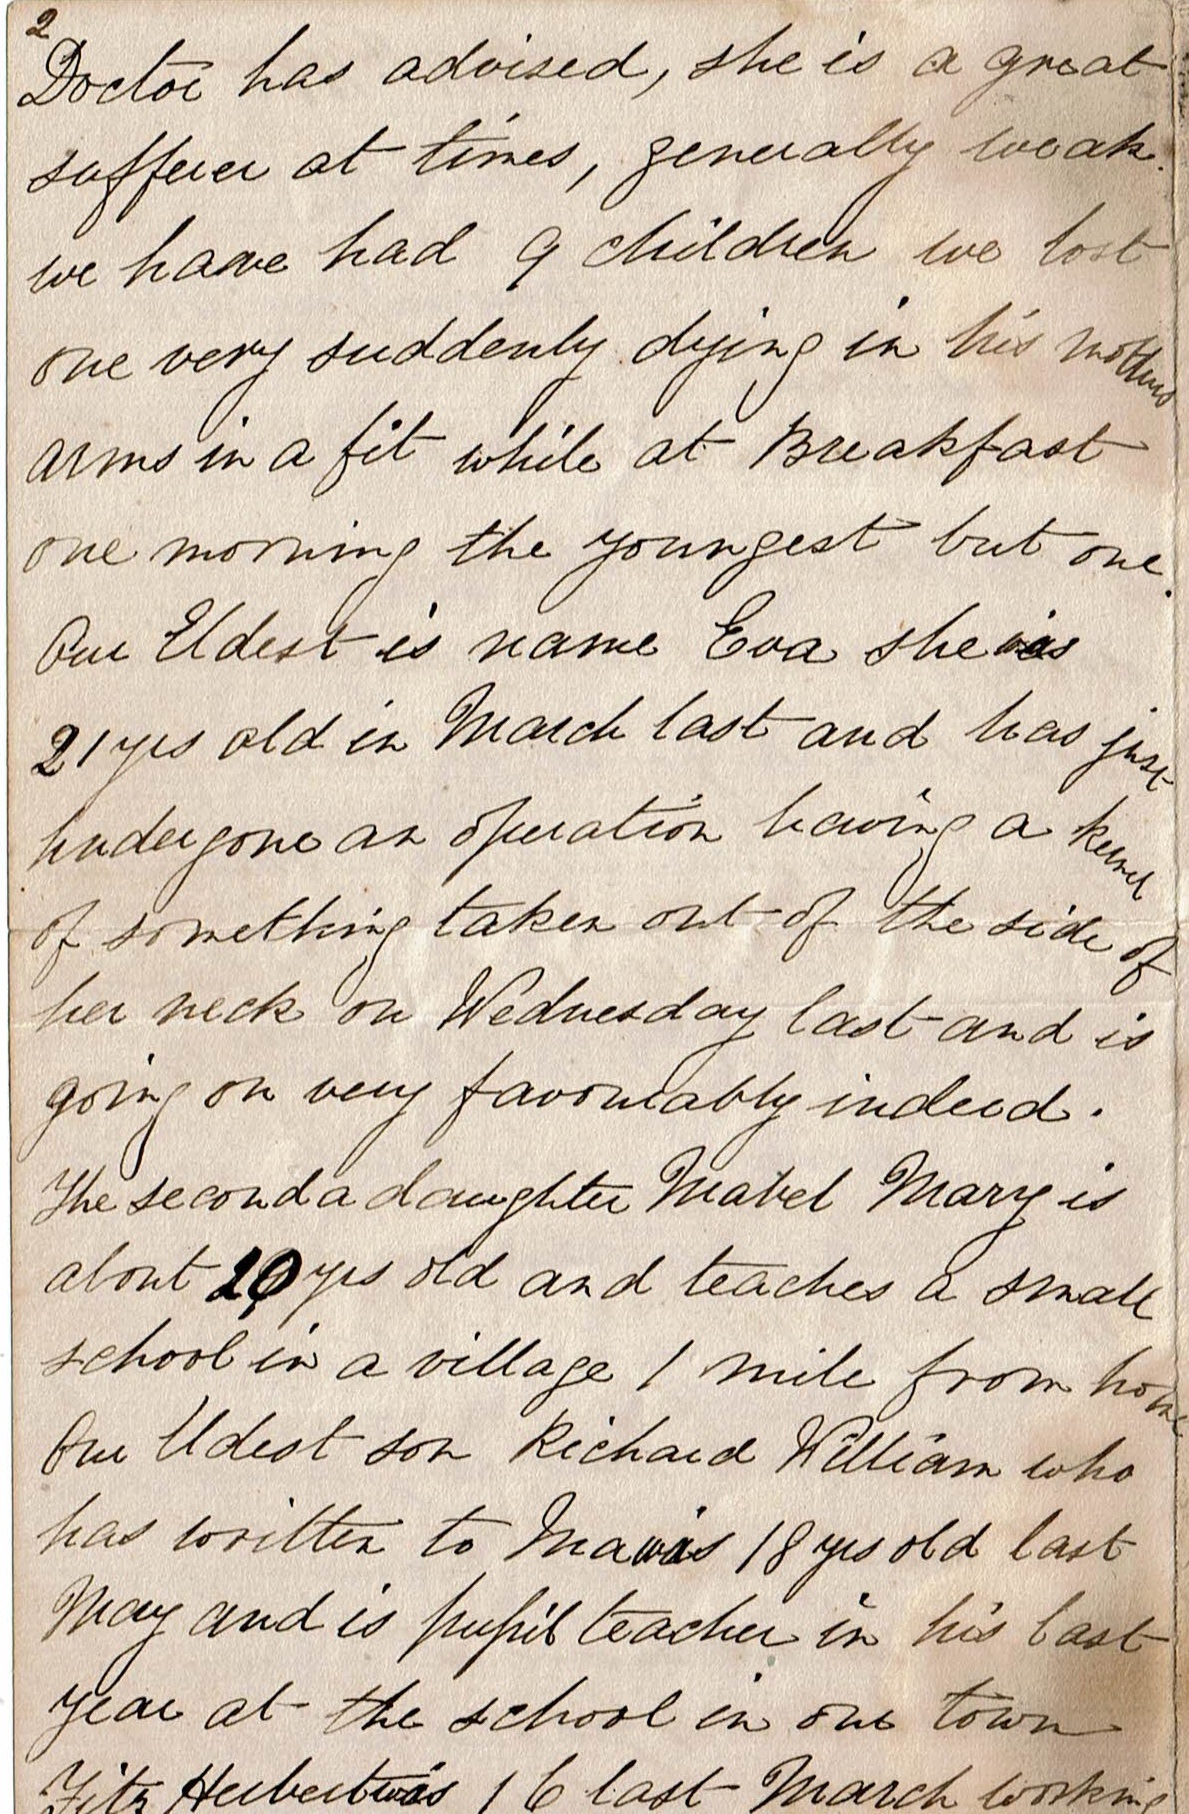 2
Doctor has advised, she is a great
sufferer at times, generally weak.
we have had 9 children we lost
one very suddenly dying in his mothers
arms in a fit while at Breakfast
one morning the youngest but one.
Our Eldest is name Eva she was
21 yrs old in March last and has just
undergone an operation having a kernel
of something taken out of the side of
her neck on Wednesday last and is
going on very favourably indeed.
The second a daughter Mabel Mary is
about 20 yrs old and teaches a small
school in a village 1 mile from home
Our Eldest son Richard William who
has written to Ma was 18 yrs old last
May and is pupil teacher in his last
year at the school in our town
Fitz Herbert was 16 last March working